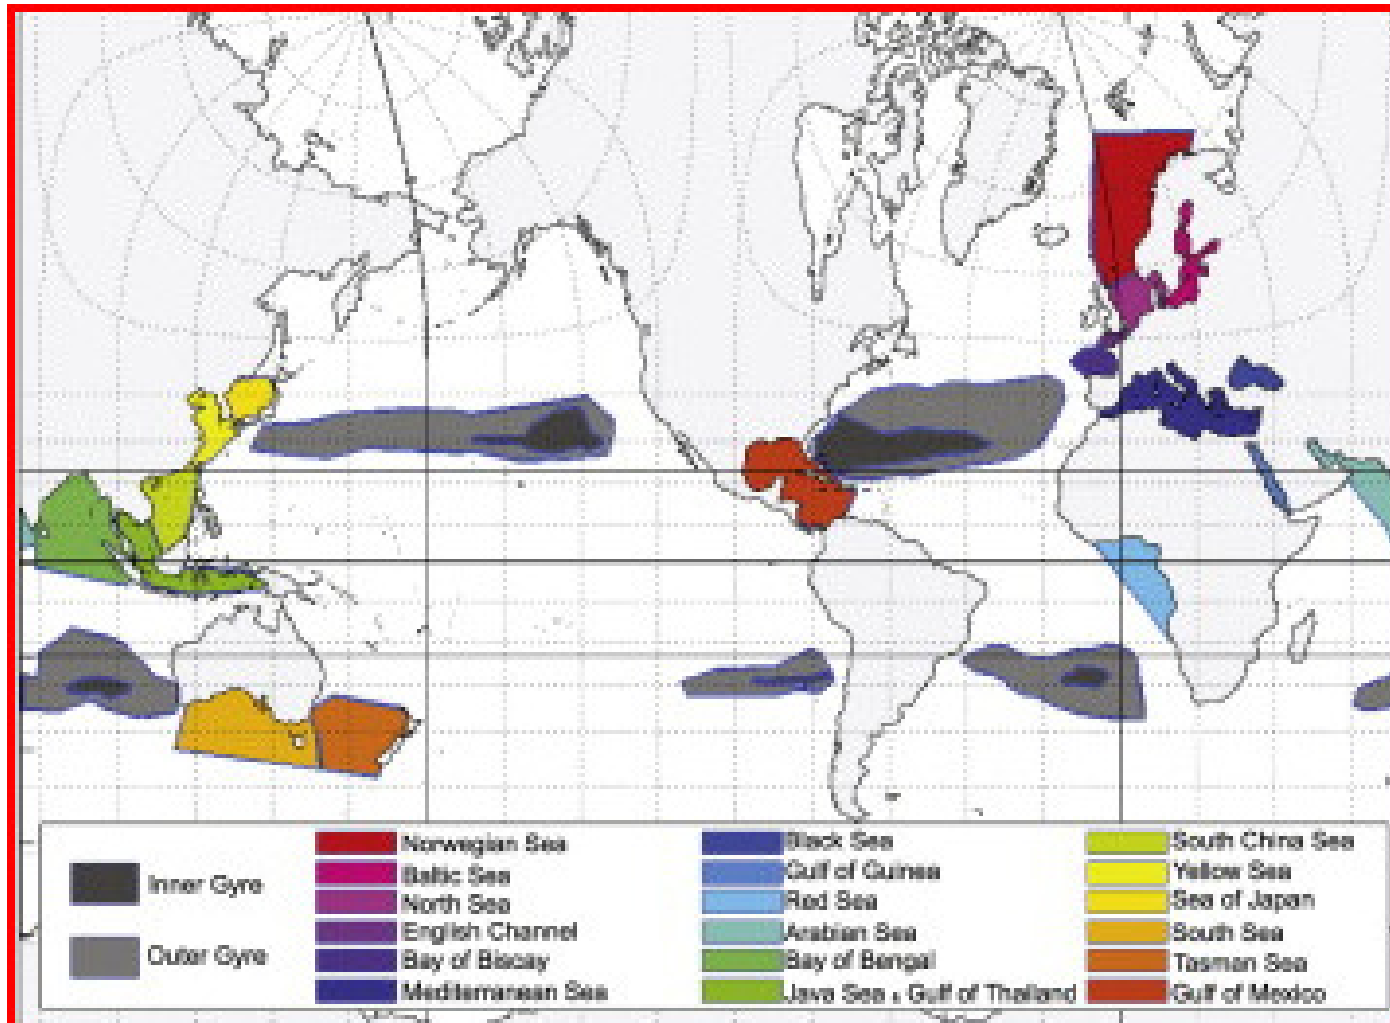 Inner Gyre
Outer Gyre
Norwegian Sea
Baltic Sea
North Sea
English Channel
Bay of Biscay
Mediterranean Sea
Black Sea
Gulf of Guinea
Red Sea
Arabian Sea
Bay of Bengal
Java Sea & Gulf of Thailand
South China Sea
Yellow Sea
Sea of Japan
South Sea
Tasman Sea
Gulf of Mexico